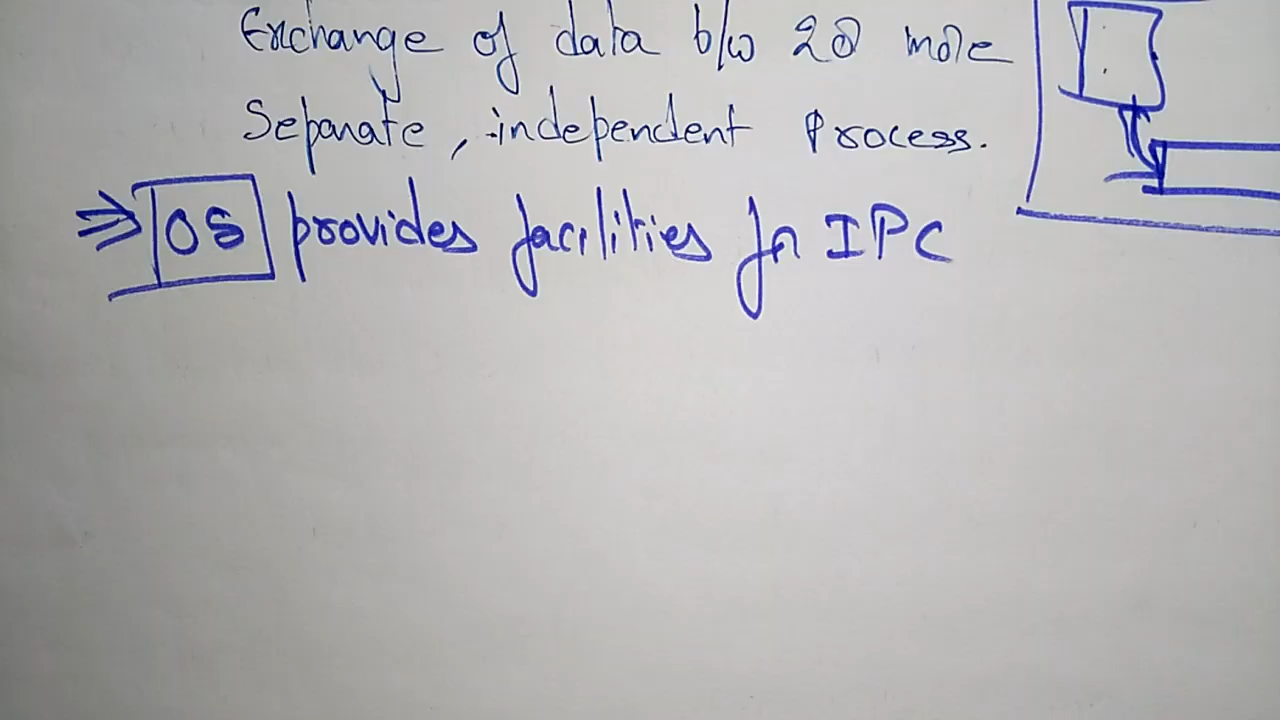 Exchange of data b/w 2 or more
Separate, independent Process.
⇒ OS provides facilities for IPC